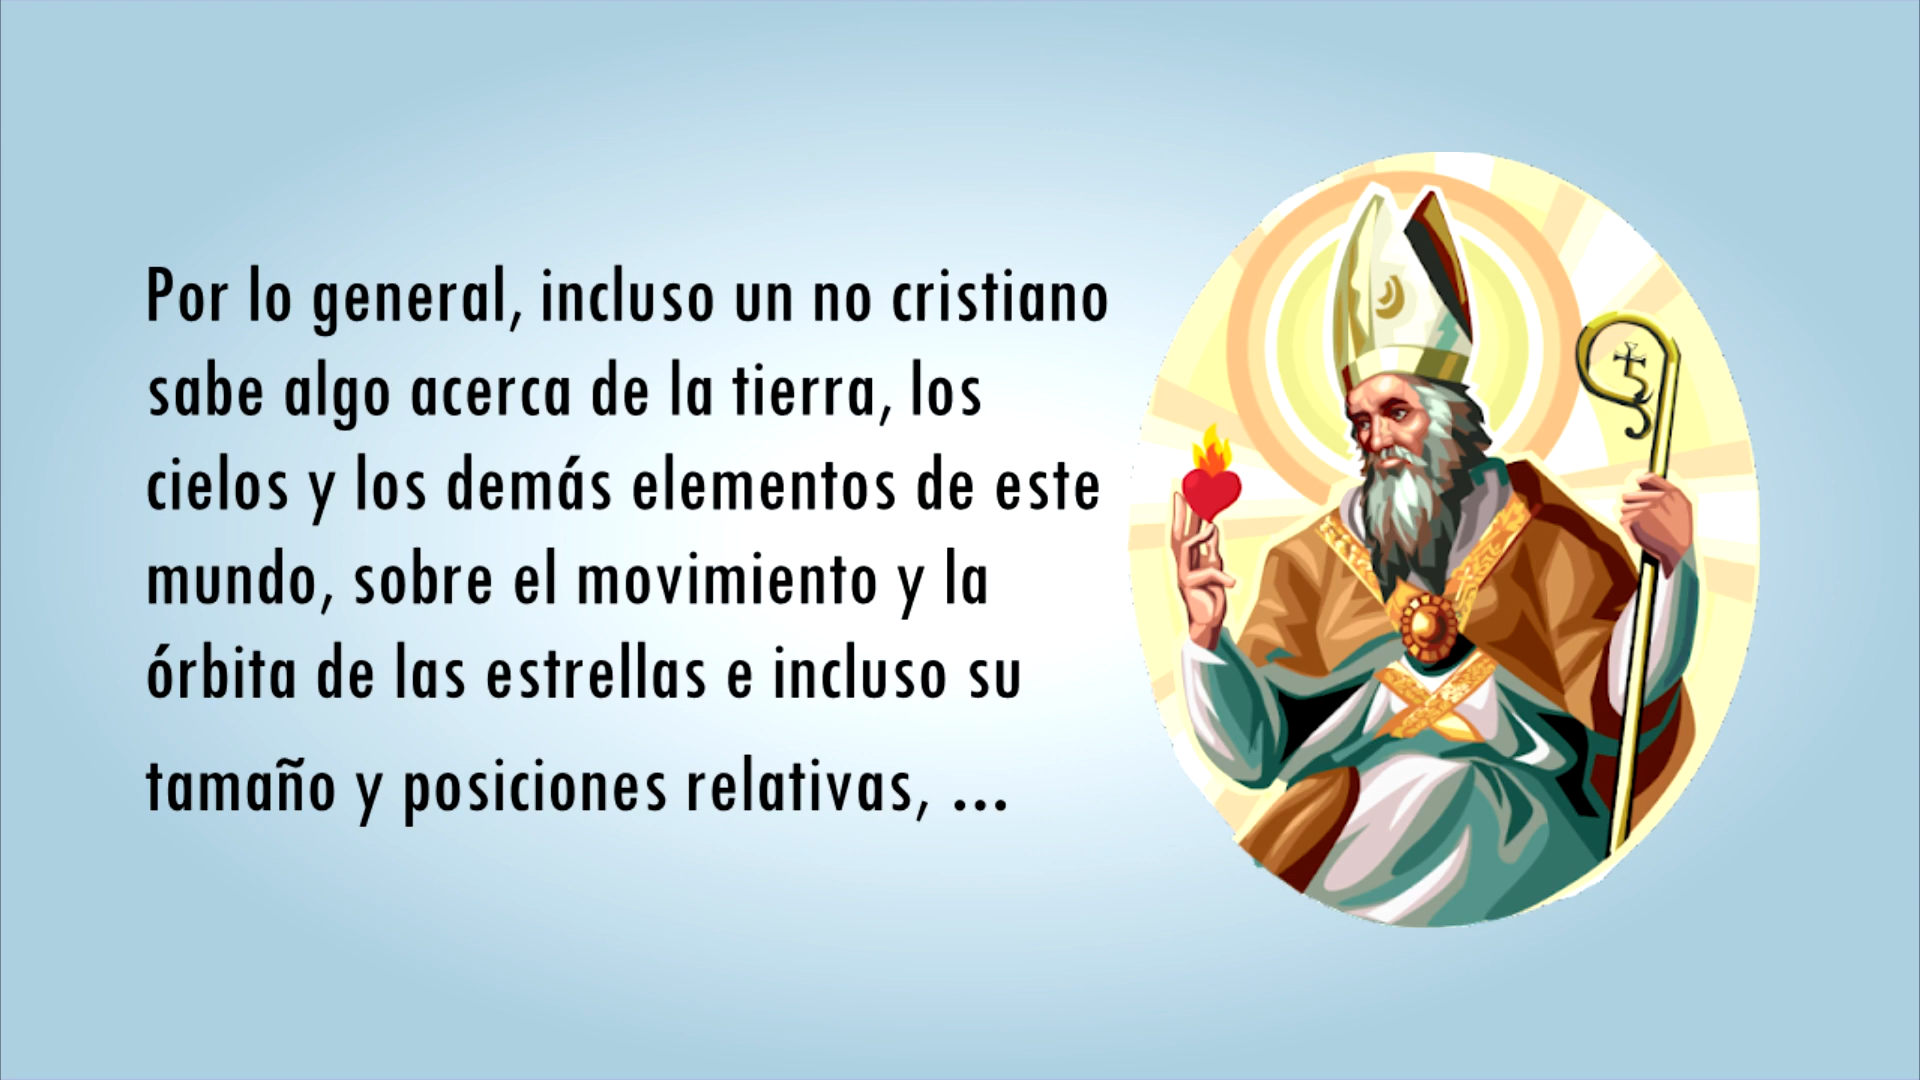 Por lo general, incluso un no cristiano
sabe algo acerca de la tierra, los
cielos y los demás elementos de este
mundo, sobre el movimiento y la
órbita de las estrellas e incluso su
tamaño y posiciones relativas, ...